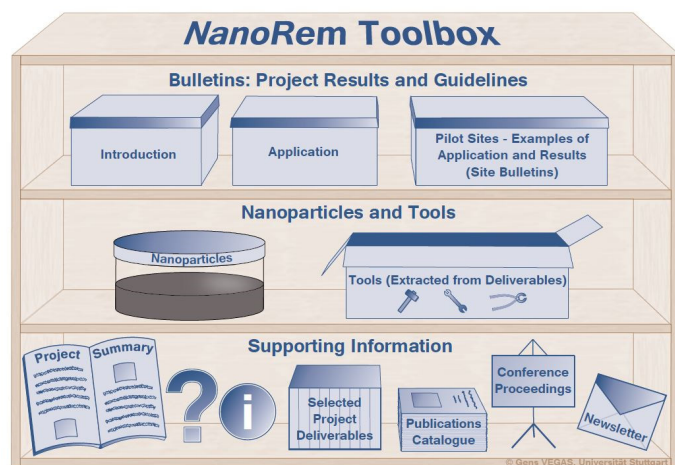 NanoRem Toolbox
Bulletins: Project Results and Guidelines
Introduction
Application
Pilot Sites - Examples of
Application and Results
(Site Bulletins)
Nanoparticles and Tools
Nanoparticles
Tools (Extracted from Deliverables)
Supporting Information
Project
Summary
?
i
Selected
Project
Deliverables
Publications
Catalogue
Conference
Proceedings
Newsletter
© Gens VEGAS, Universität Stuttgart